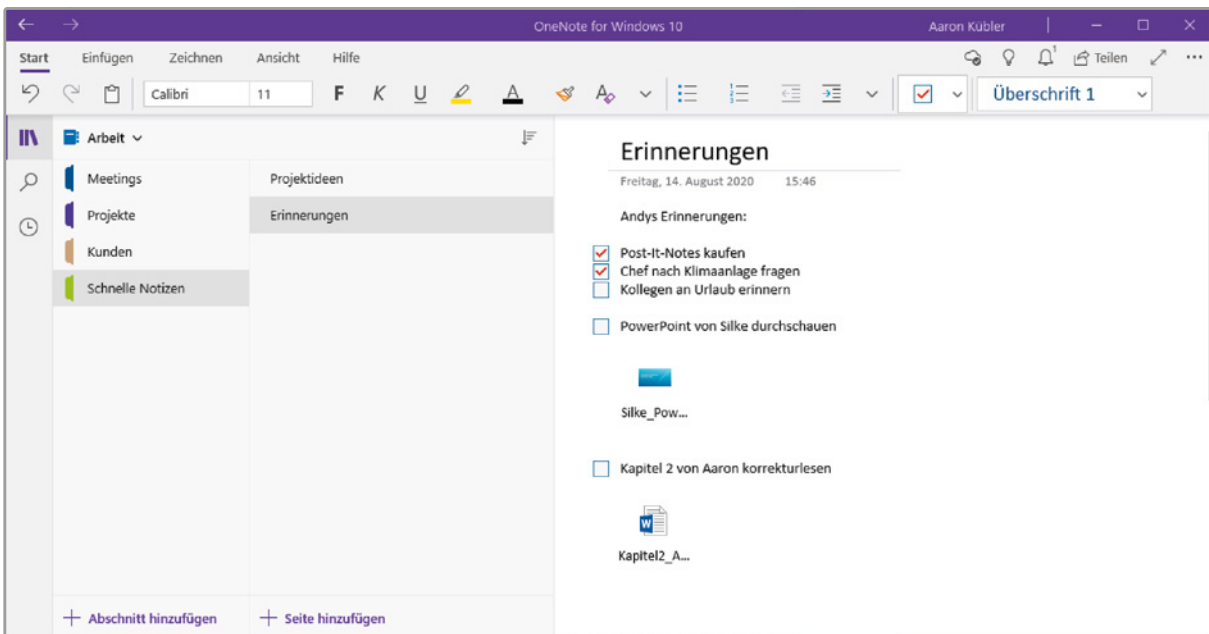 OneNote for Windows 10
Aaron Kübler
Start Einfügen Zeichnen Ansicht Hilfe
1
Teilen
Calibri 11 F K U A A Überschrift 1
Arbeit
Meetings
Projekte
Kunden
Schnelle Notizen
Abschnitt hinzufügen
Projektideen
Erinnerungen
Seite hinzufügen
Erinnerungen
Freitag, 14. August 2020 15:46
Andys Erinnerungen:
Post-It-Notes kaufen
Chef nach Klimaanlage fragen
Kollegen an Urlaub erinnern
PowerPoint von Silke durchschauen
Silke_Pow...
Kapitel 2 von Aaron korrekturlesen
W
Kapitel2_A...